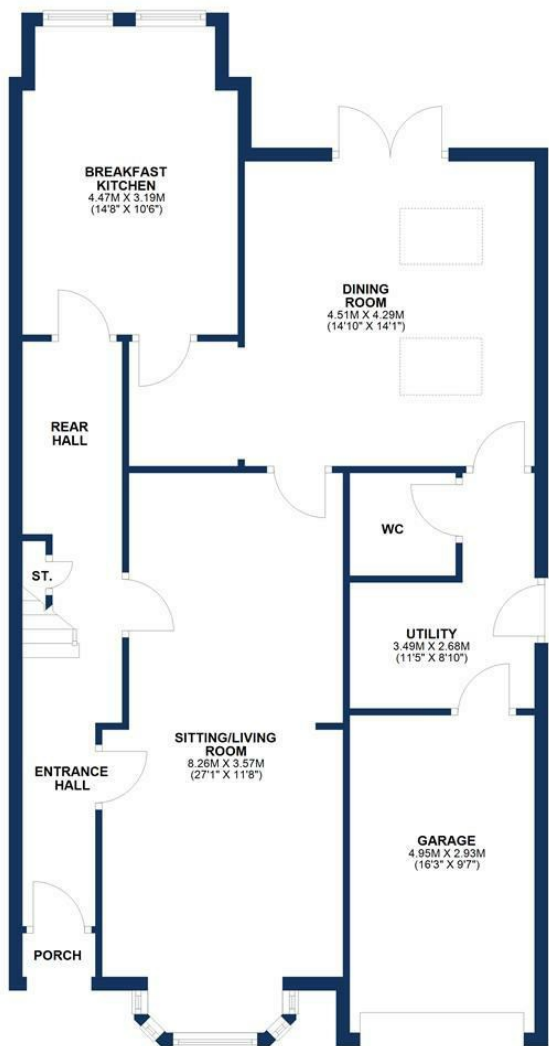 BREAKFAST
KITCHEN
4.47M X 3.19M
(14'8" X 10'6")
DINING
ROOM
4.51M X 4.29M
(14'10" X 14'1")
REAR
HALL
WC
ST.
UTILITY
3.49M X 2.68M
(11'5" X 8'10")
SITTING/LIVING
ROOM
8.26M X 3.57M
(27'1" X 11'8")
ENTRANCE
HALL
GARAGE
4.95M X 2.93M
(16'3" X 9'7")
PORCH